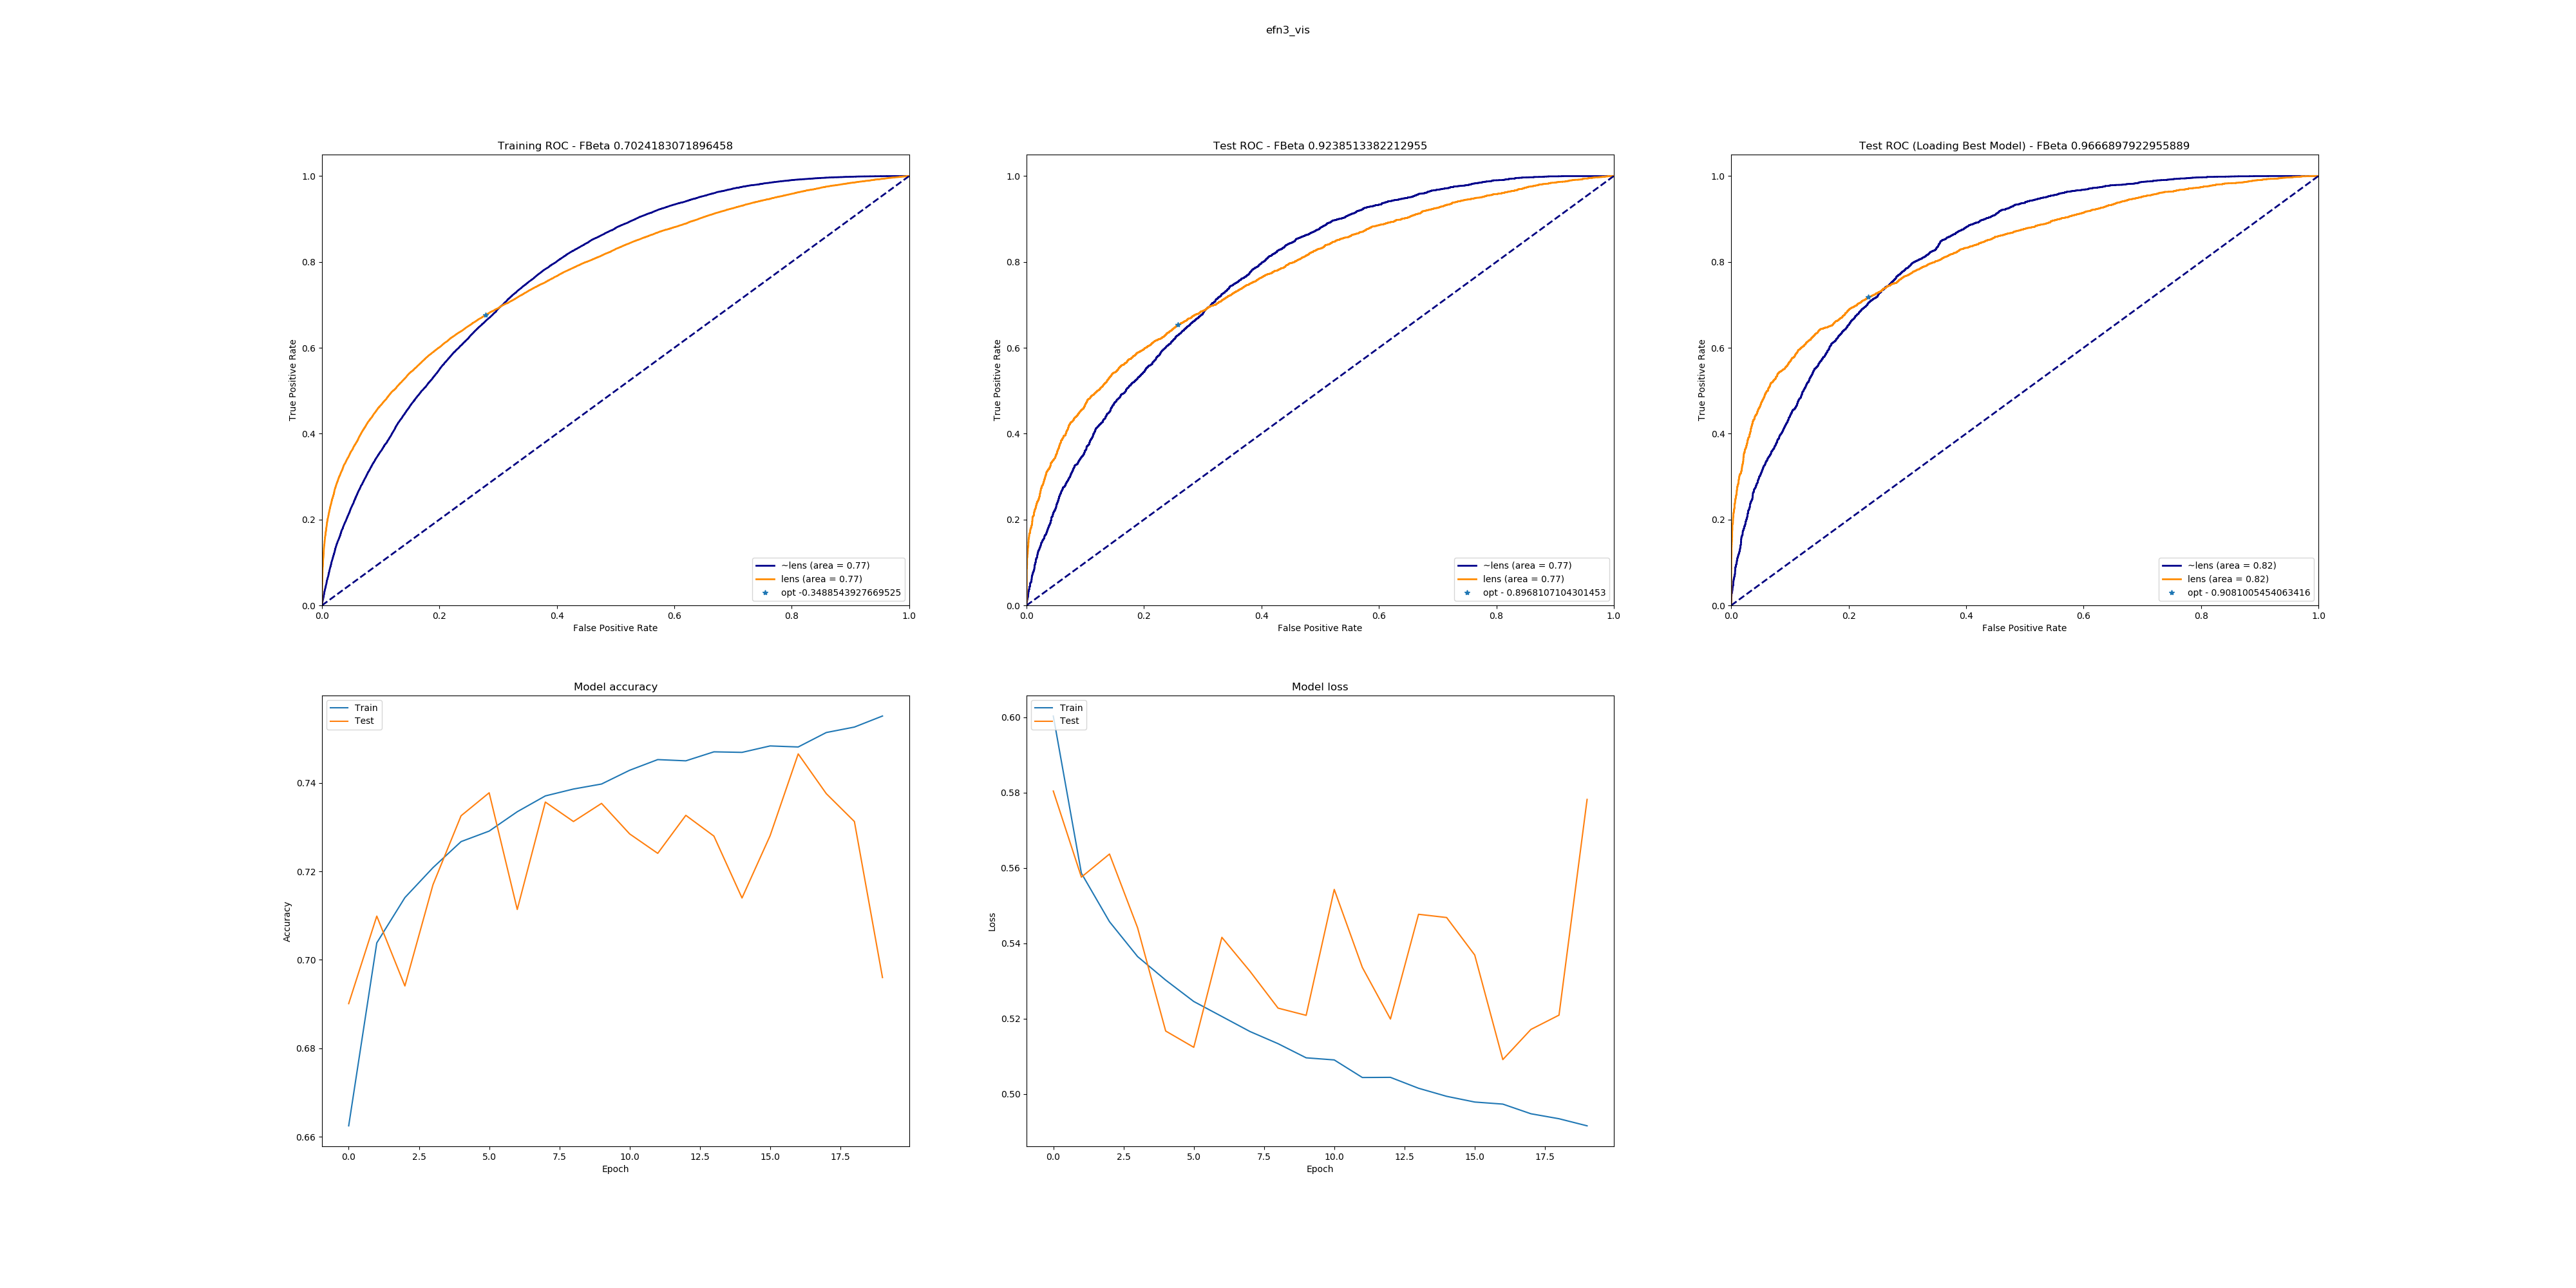 efn3_vis
Training ROC - FBeta 0.7024183071896458
True Positive Rate
1.0
0.8
0.6
0.4
0.2
0.0
~lens (area = 0.77)
lens (area = 0.77)
opt -0.3488543927669525
0.0 0.2 0.4 0.6 0.8 1.0
False Positive Rate
Test ROC - FBeta 0.9238513382212955
True Positive Rate
1.0
0.8
0.6
0.4
0.2
0.0
~lens (area = 0.77)
lens (area = 0.77)
opt - 0.8968107104301453
0.0 0.2 0.4 0.6 0.8 1.0
False Positive Rate
Test ROC (Loading Best Model) - FBeta 0.9666897922955889
True Positive Rate
1.0
0.8
0.6
0.4
0.2
0.0
~lens (area = 0.82)
lens (area = 0.82)
opt - 0.9081005454063416
0.0 0.2 0.4 0.6 0.8 1.0
False Positive Rate
Model accuracy
Train
Test
Accuracy
0.74
0.72
0.70
0.68
0.66
0.0 2.5 5.0 7.5 10.0 12.5 15.0 17.5
Epoch
Model loss
Train
Test
Loss
0.60
0.58
0.56
0.54
0.52
0.50
0.0 2.5 5.0 7.5 10.0 12.5 15.0 17.5
Epoch